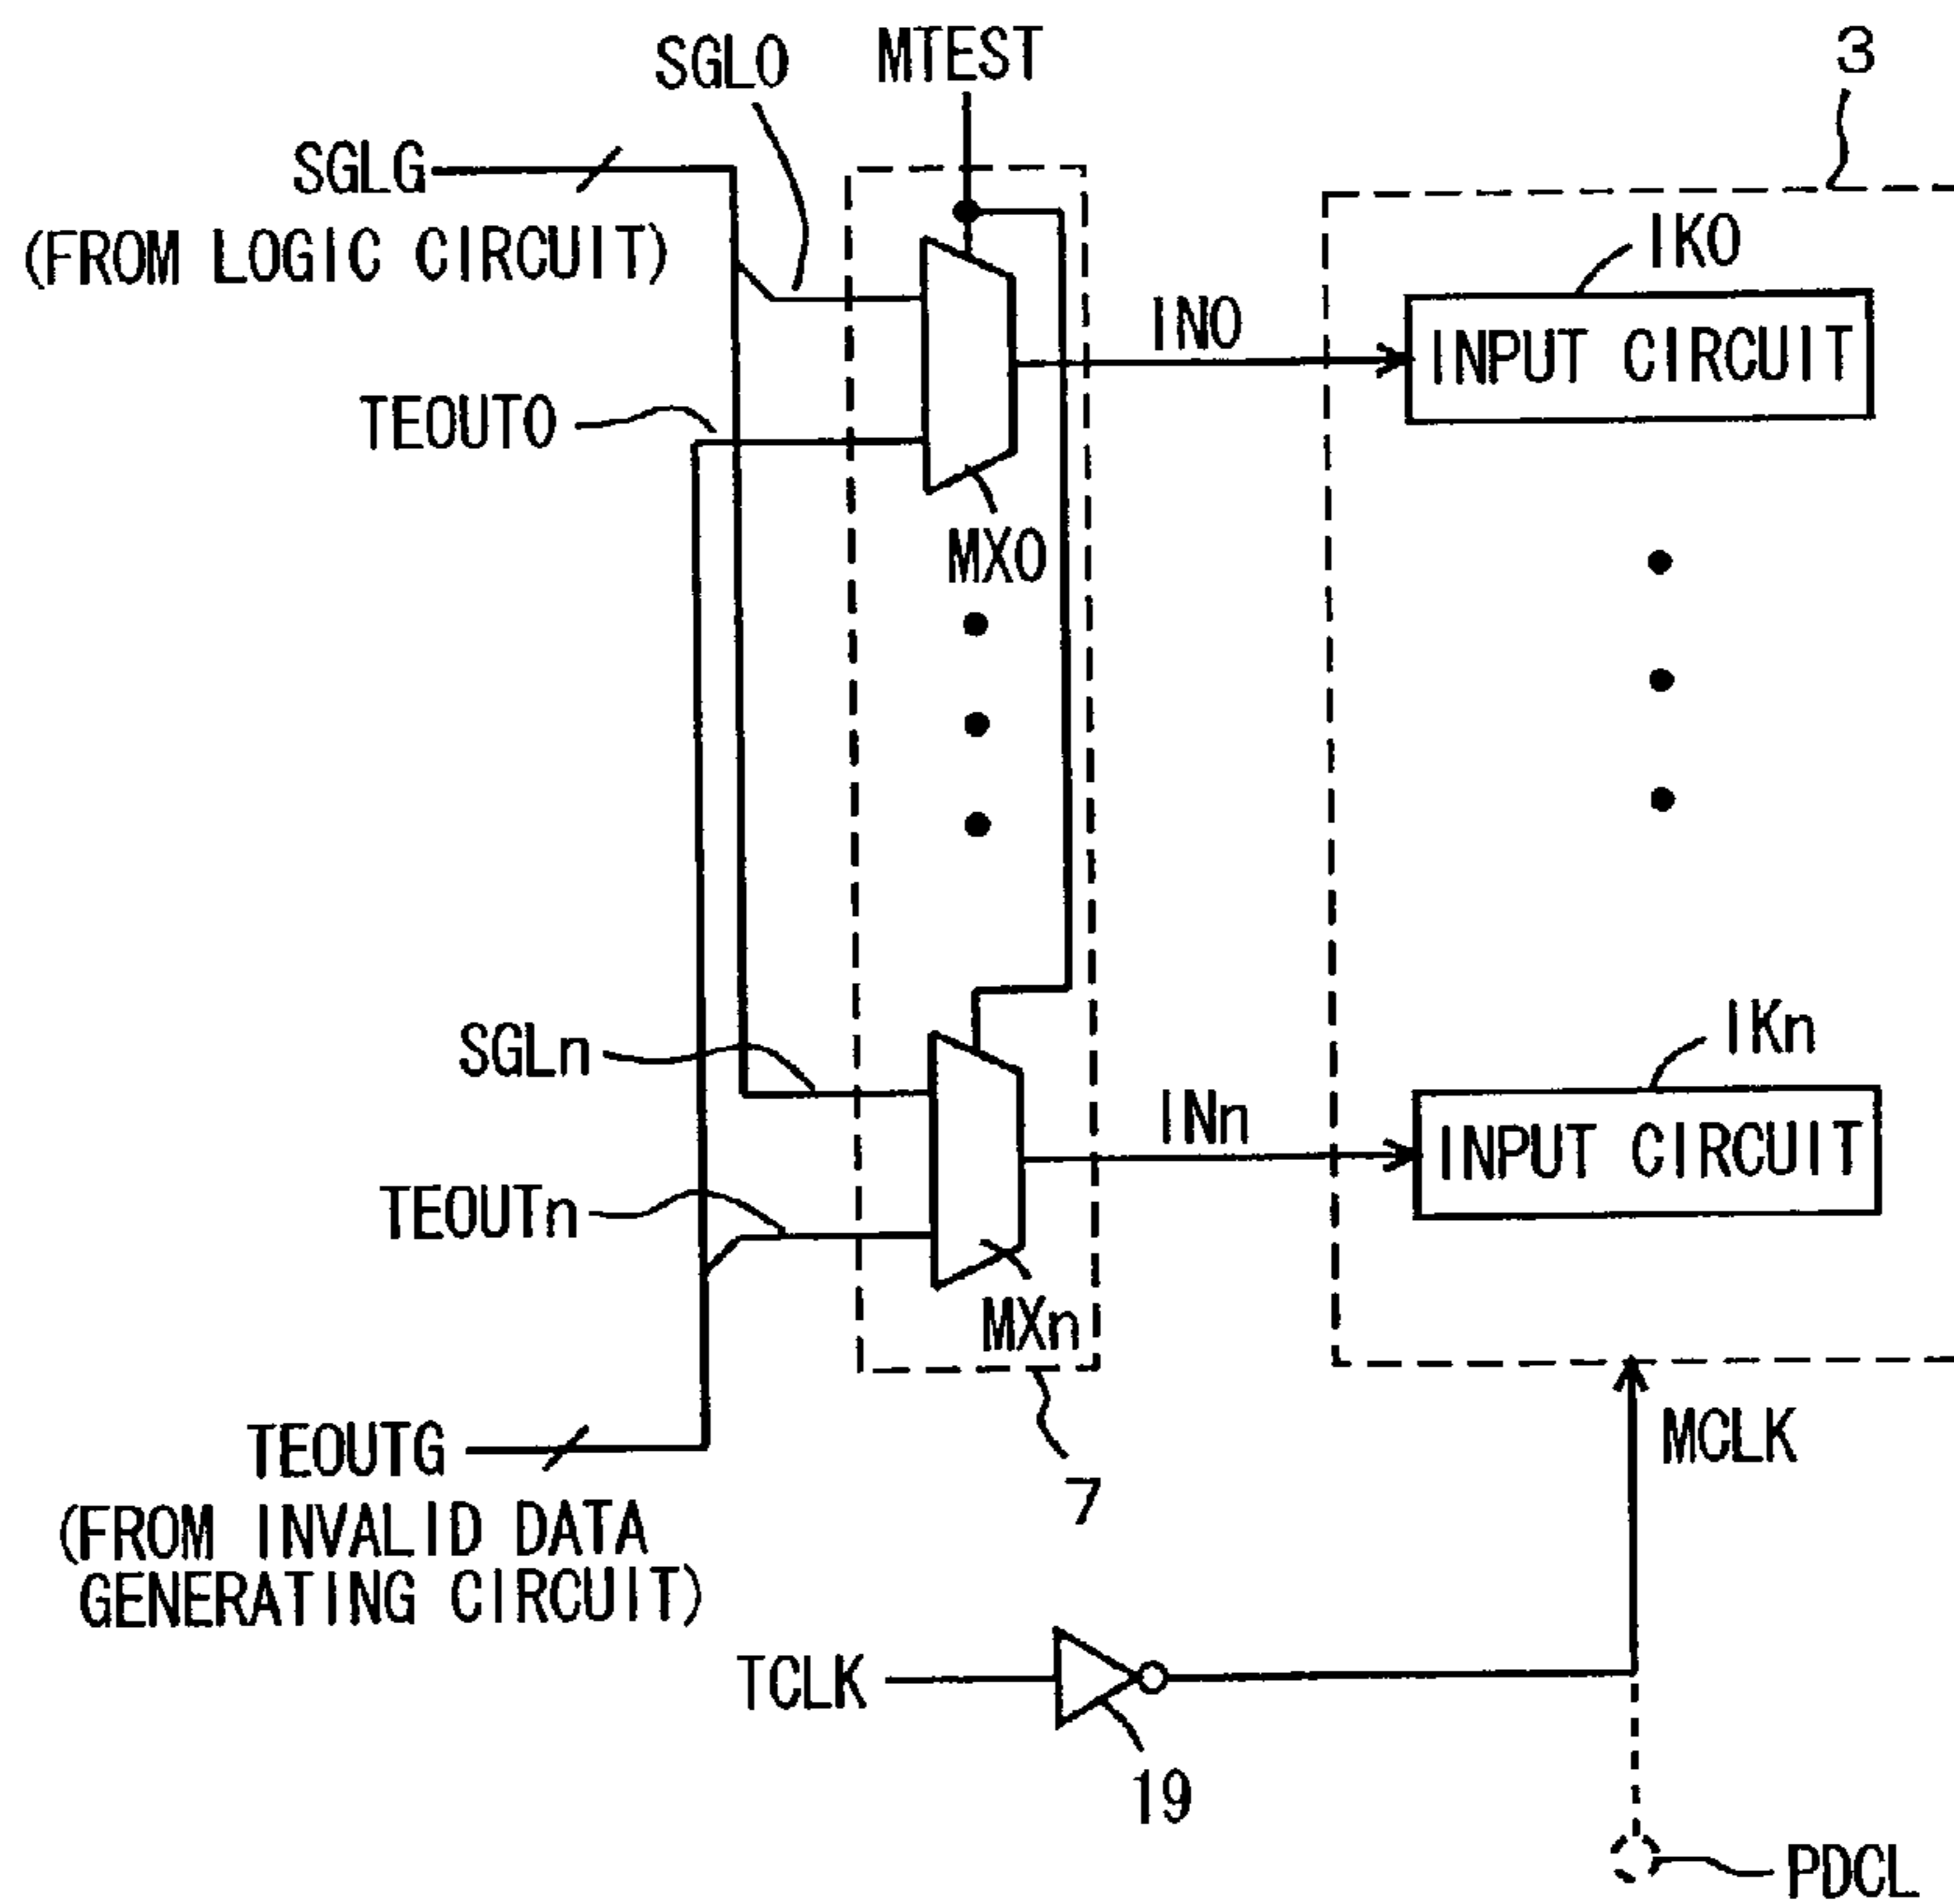 SGL0
MTEST
3
SGLG
(FROM LOGIC CIRCUIT)
IK0
IN0
INPUT CIRCUIT
TEOUT0
MX0
SGLn
IKn
INn
INPUT CIRCUIT
TEOUTn
MXn
TEOUTG
(FROM INVALID DATA
GENERATING CIRCUIT)
7
MCLK
TCLK
19
PDCL